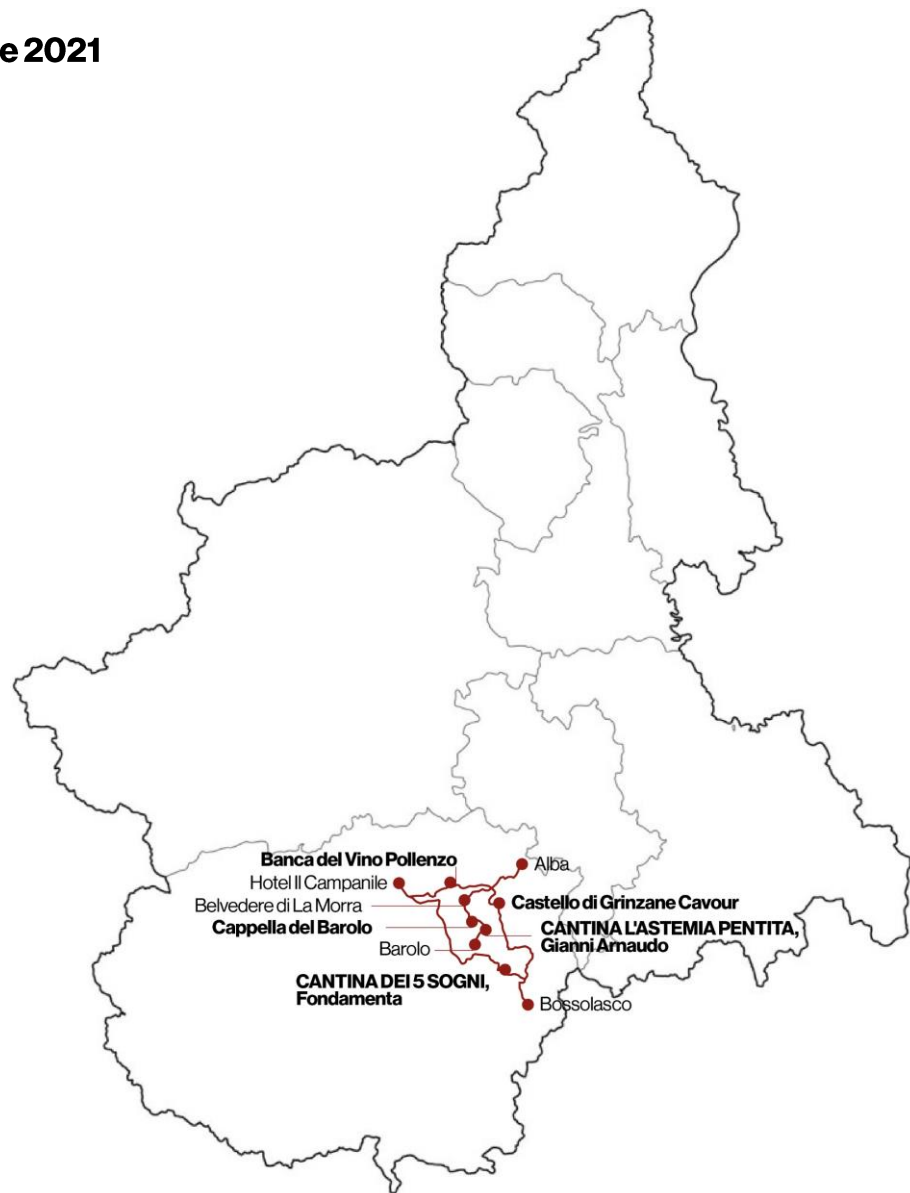 e 2021
Banca del Vino Pollenzo
Alba
Hotel Il Campanile
Belvedere di La Morra
Castello di Grinzane Cavour
Cappella del Barolo
CANTINA L'ASTEMIA PENTITA,
Gianni Arnaudo
Barolo
CANTINA DEI 5 SOGNI,
Fondamenta
Bossolasco